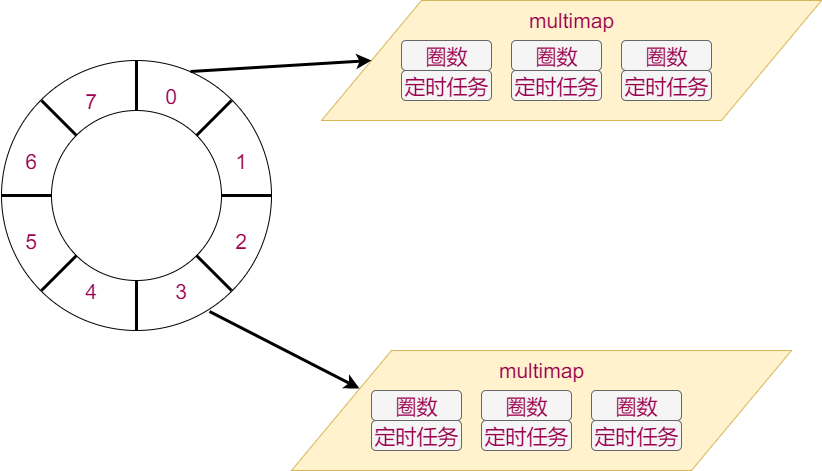 multimap
圈数 圈数 圈数
定时任务 定时任务 定时任务
7 0
6 1
5 2
4 3
multimap
圈数 圈数 圈数
定时任务 定时任务 定时任务